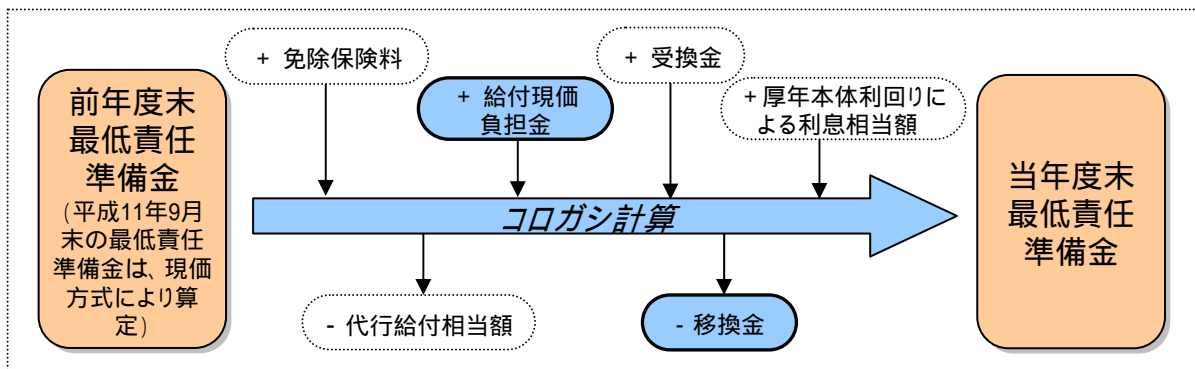 前年度末
最低責任
準備金
(平成11年9月
末の最低責任
準備金は、現価
方式により算
定)
+ 免除保険料
+ 給付現価
負担金
+ 受換金
+厚年本体利回りに
よる利息相当額
コロガシ計算
- 代行給付相当額
- 移換金
当年度末
最低責任
準備金